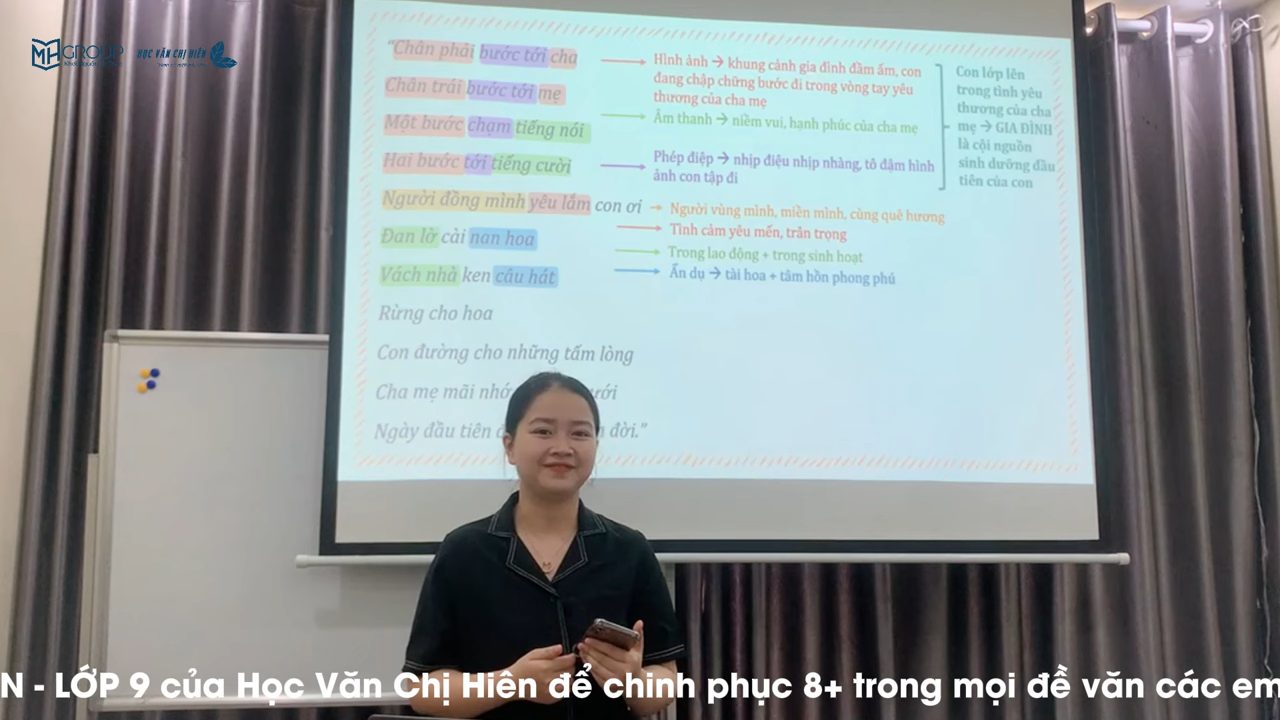 MHGROUP
HỌC VĂN CHỊ HIÊN
"Chân phải bước tới cha
Chân trái bước tới mẹ
Một bước chạm tiếng nói
Hai bước tới tiếng cười
Người đồng mình yêu lắm con ơi
Đan lờ cài nan hoa
Vách nhà ken câu hát
Rừng cho hoa
Con đường cho những tấm lòng
Cha mẹ mãi nhớ
Ngày đầu tiên đời."
Hình ảnh → khung cảnh gia đình đầm ấm, con
đang chập chững bước đi trong vòng tay yêu
thương của cha mẹ
Âm thanh → niềm vui, hạnh phúc của cha mẹ
Phép điệp → nhịp điệu nhịp nhàng, tô đậm hình
ảnh con tập đi
Người vùng mình, miền mình, cùng quê hương
Tình cảm yêu mến, trân trọng
Trong lao động + trong sinh hoạt
Ẩn dụ → tài hoa + tâm hồn phong phú
Con lớp lên
trong tình yêu
thương của cha
mẹ → GIA ĐÌNH
là cội nguồn
sinh dưỡng đầu
tiên của con
N - LỚP 9 của Học Văn Chị Hiên để chinh phục 8+ trong mọi đề văn các em